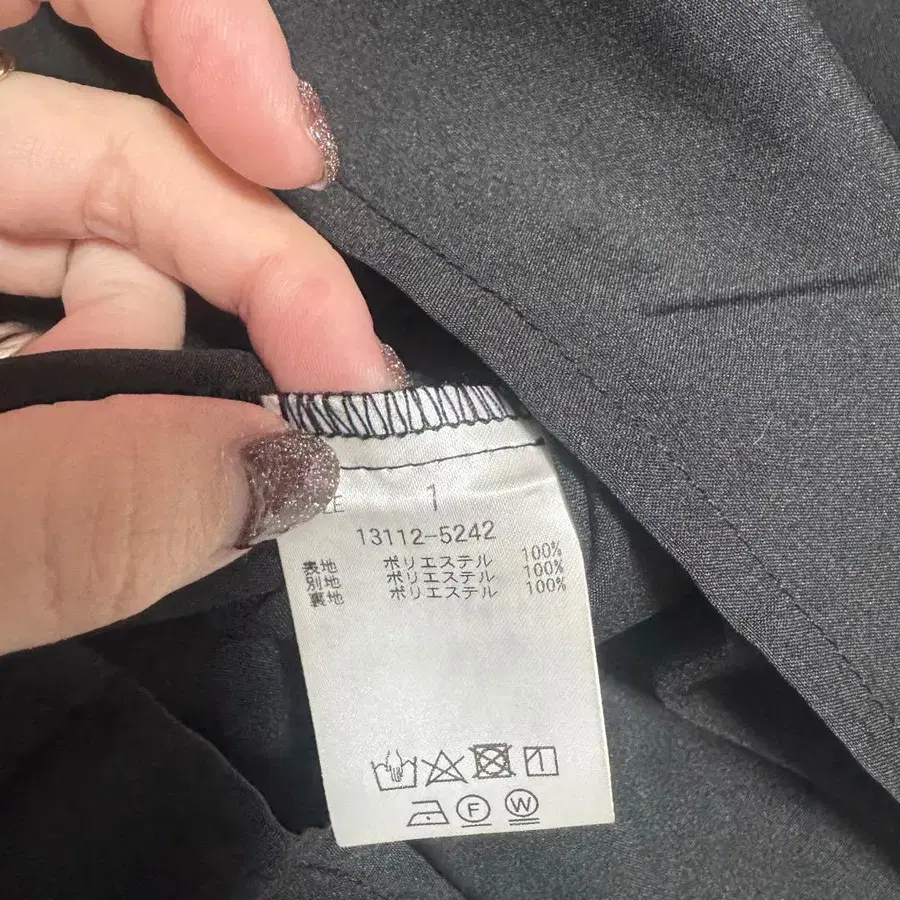 1
13112-5242
表地 ポリエステル 100%
別地 ポリエステル 100%
裏地 ポリエステル 100%
F W